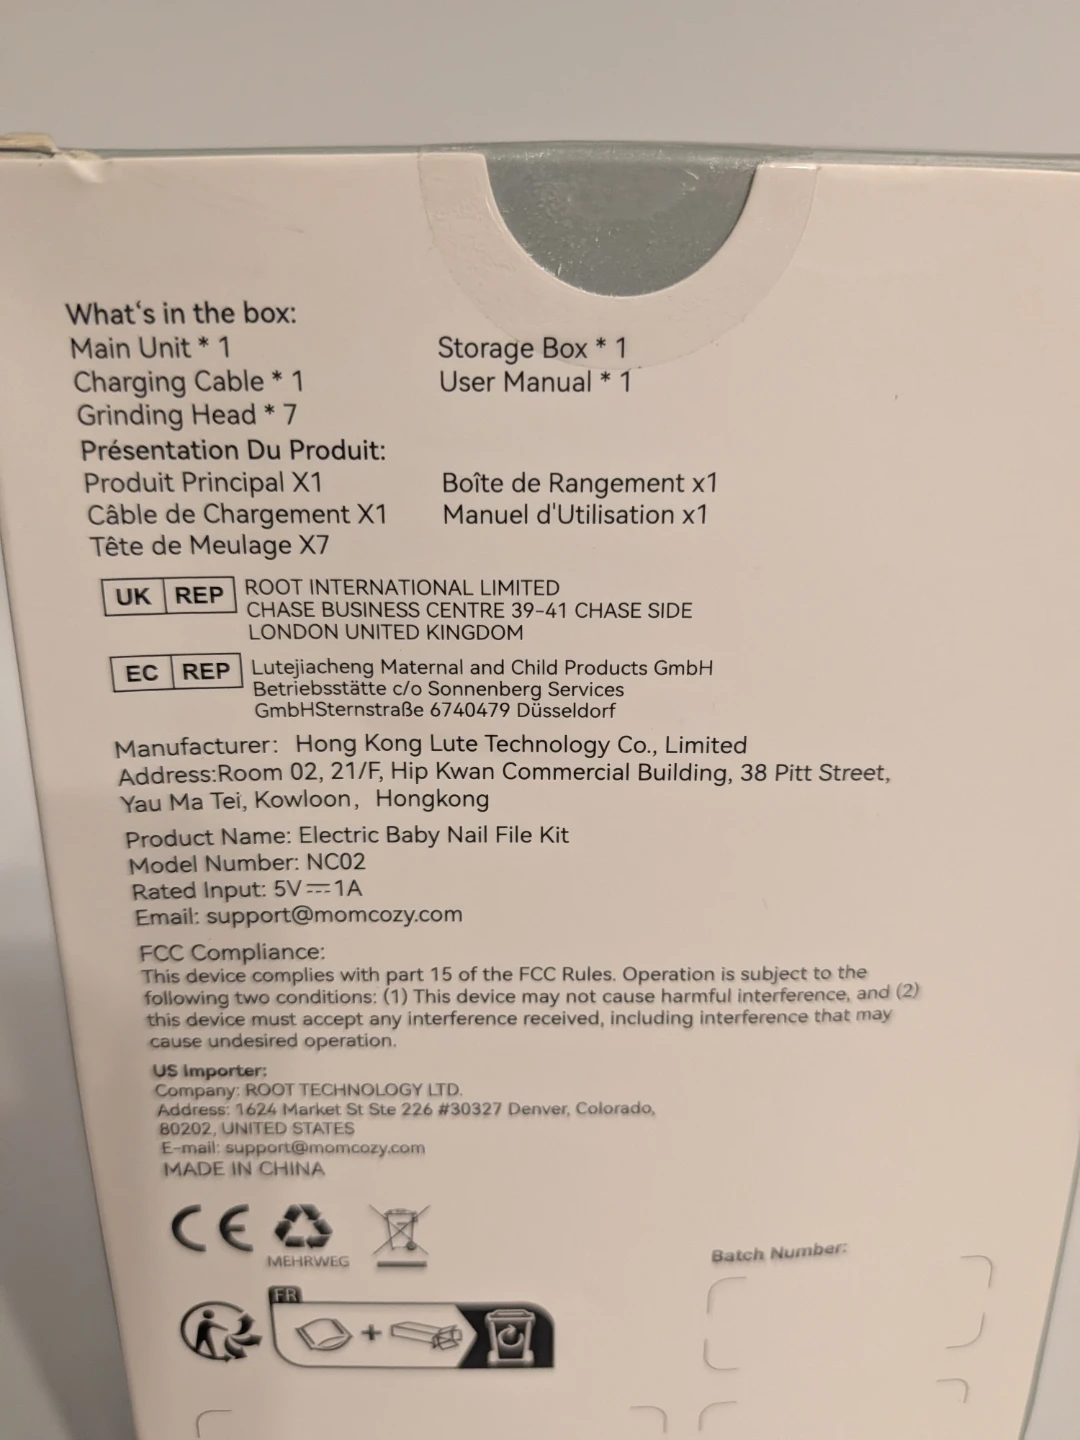 What‘s in the box:
Main Unit * 1
Storage Box * 1
Charging Cable * 1
User Manual * 1
Grinding Head * 7
Présentation Du Produit:
Produit Principal X1
Boîte de Rangement x1
Câble de Chargement X1
Manuel d'Utilisation x1
Tête de Meulage X7
UK REP
ROOT INTERNATIONAL LIMITED
CHASE BUSINESS CENTRE 39-41 CHASE SIDE
LONDON UNITED KINGDOM
EC REP
Lutejiacheng Maternal and Child Products GmbH
Betriebsstätte c/o Sonnenberg Services
GmbHSternstraße 6740479 Düsseldorf
Manufacturer: Hong Kong Lute Technology Co., Limited
Address:Room 02, 21/F, Hip Kwan Commercial Building, 38 Pitt Street,
Yau Ma Tei, Kowloon, Hongkong
Product Name: Electric Baby Nail File Kit
Model Number: NC02
Rated Input: 5V⎓1A
Email: support@momcozy.com
FCC Compliance:
This device complies with part 15 of the FCC Rules. Operation is subject to the
following two conditions: (1) This device may not cause harmful interference, and (2)
this device must accept any interference received, including interference that may
cause undesired operation.
US Importer:
Company: ROOT TECHNOLOGY LTD.
Address: 1624 Market St Ste 226 #30327 Denver, Colorado,
80202, UNITED STATES
E-mail: support@momcozy.com
MADE IN CHINA
CE
MEHRWEG
Batch Number:
FR
+